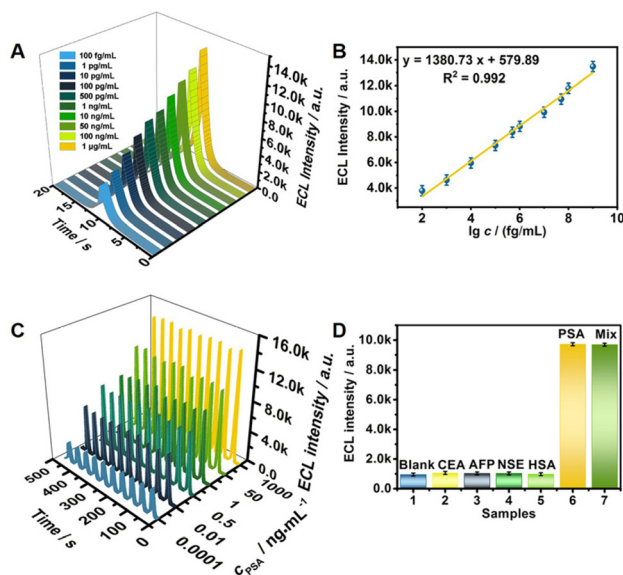 A
100 fg/mL
1 pg/mL
10 pg/mL
100 pg/mL
500 pg/mL
1 ng/mL
10 ng/mL
50 ng/mL
100 ng/mL
1 μg/mL
14.0k
12.0k
10.0k
8.0k
6.0k
4.0k
2.0k
0.0
ECL Intensity / a.u.
20
15
10
5
0
Time / s
B
y = 1380.73 x + 579.89
R² = 0.992
14.0k
12.0k
10.0k
8.0k
6.0k
4.0k
ECL Intensity / a.u.
2 4 6 8 10
lg c / (fg/mL)
C
16.0k
12.0k
8.0k
4.0k
0.0
ECL intensity / a.u.
500
400
300
200
100
0
Time / s
1000
50
1
0.5
0.01
0.0001
cPSA / ng·mL⁻¹
D
10.0k
8.0k
6.0k
4.0k
2.0k
0.0
ECL intensity / a.u.
PSA Mix
Blank CEA AFP NSE HSA
1 2 3 4 5 6 7
Samples